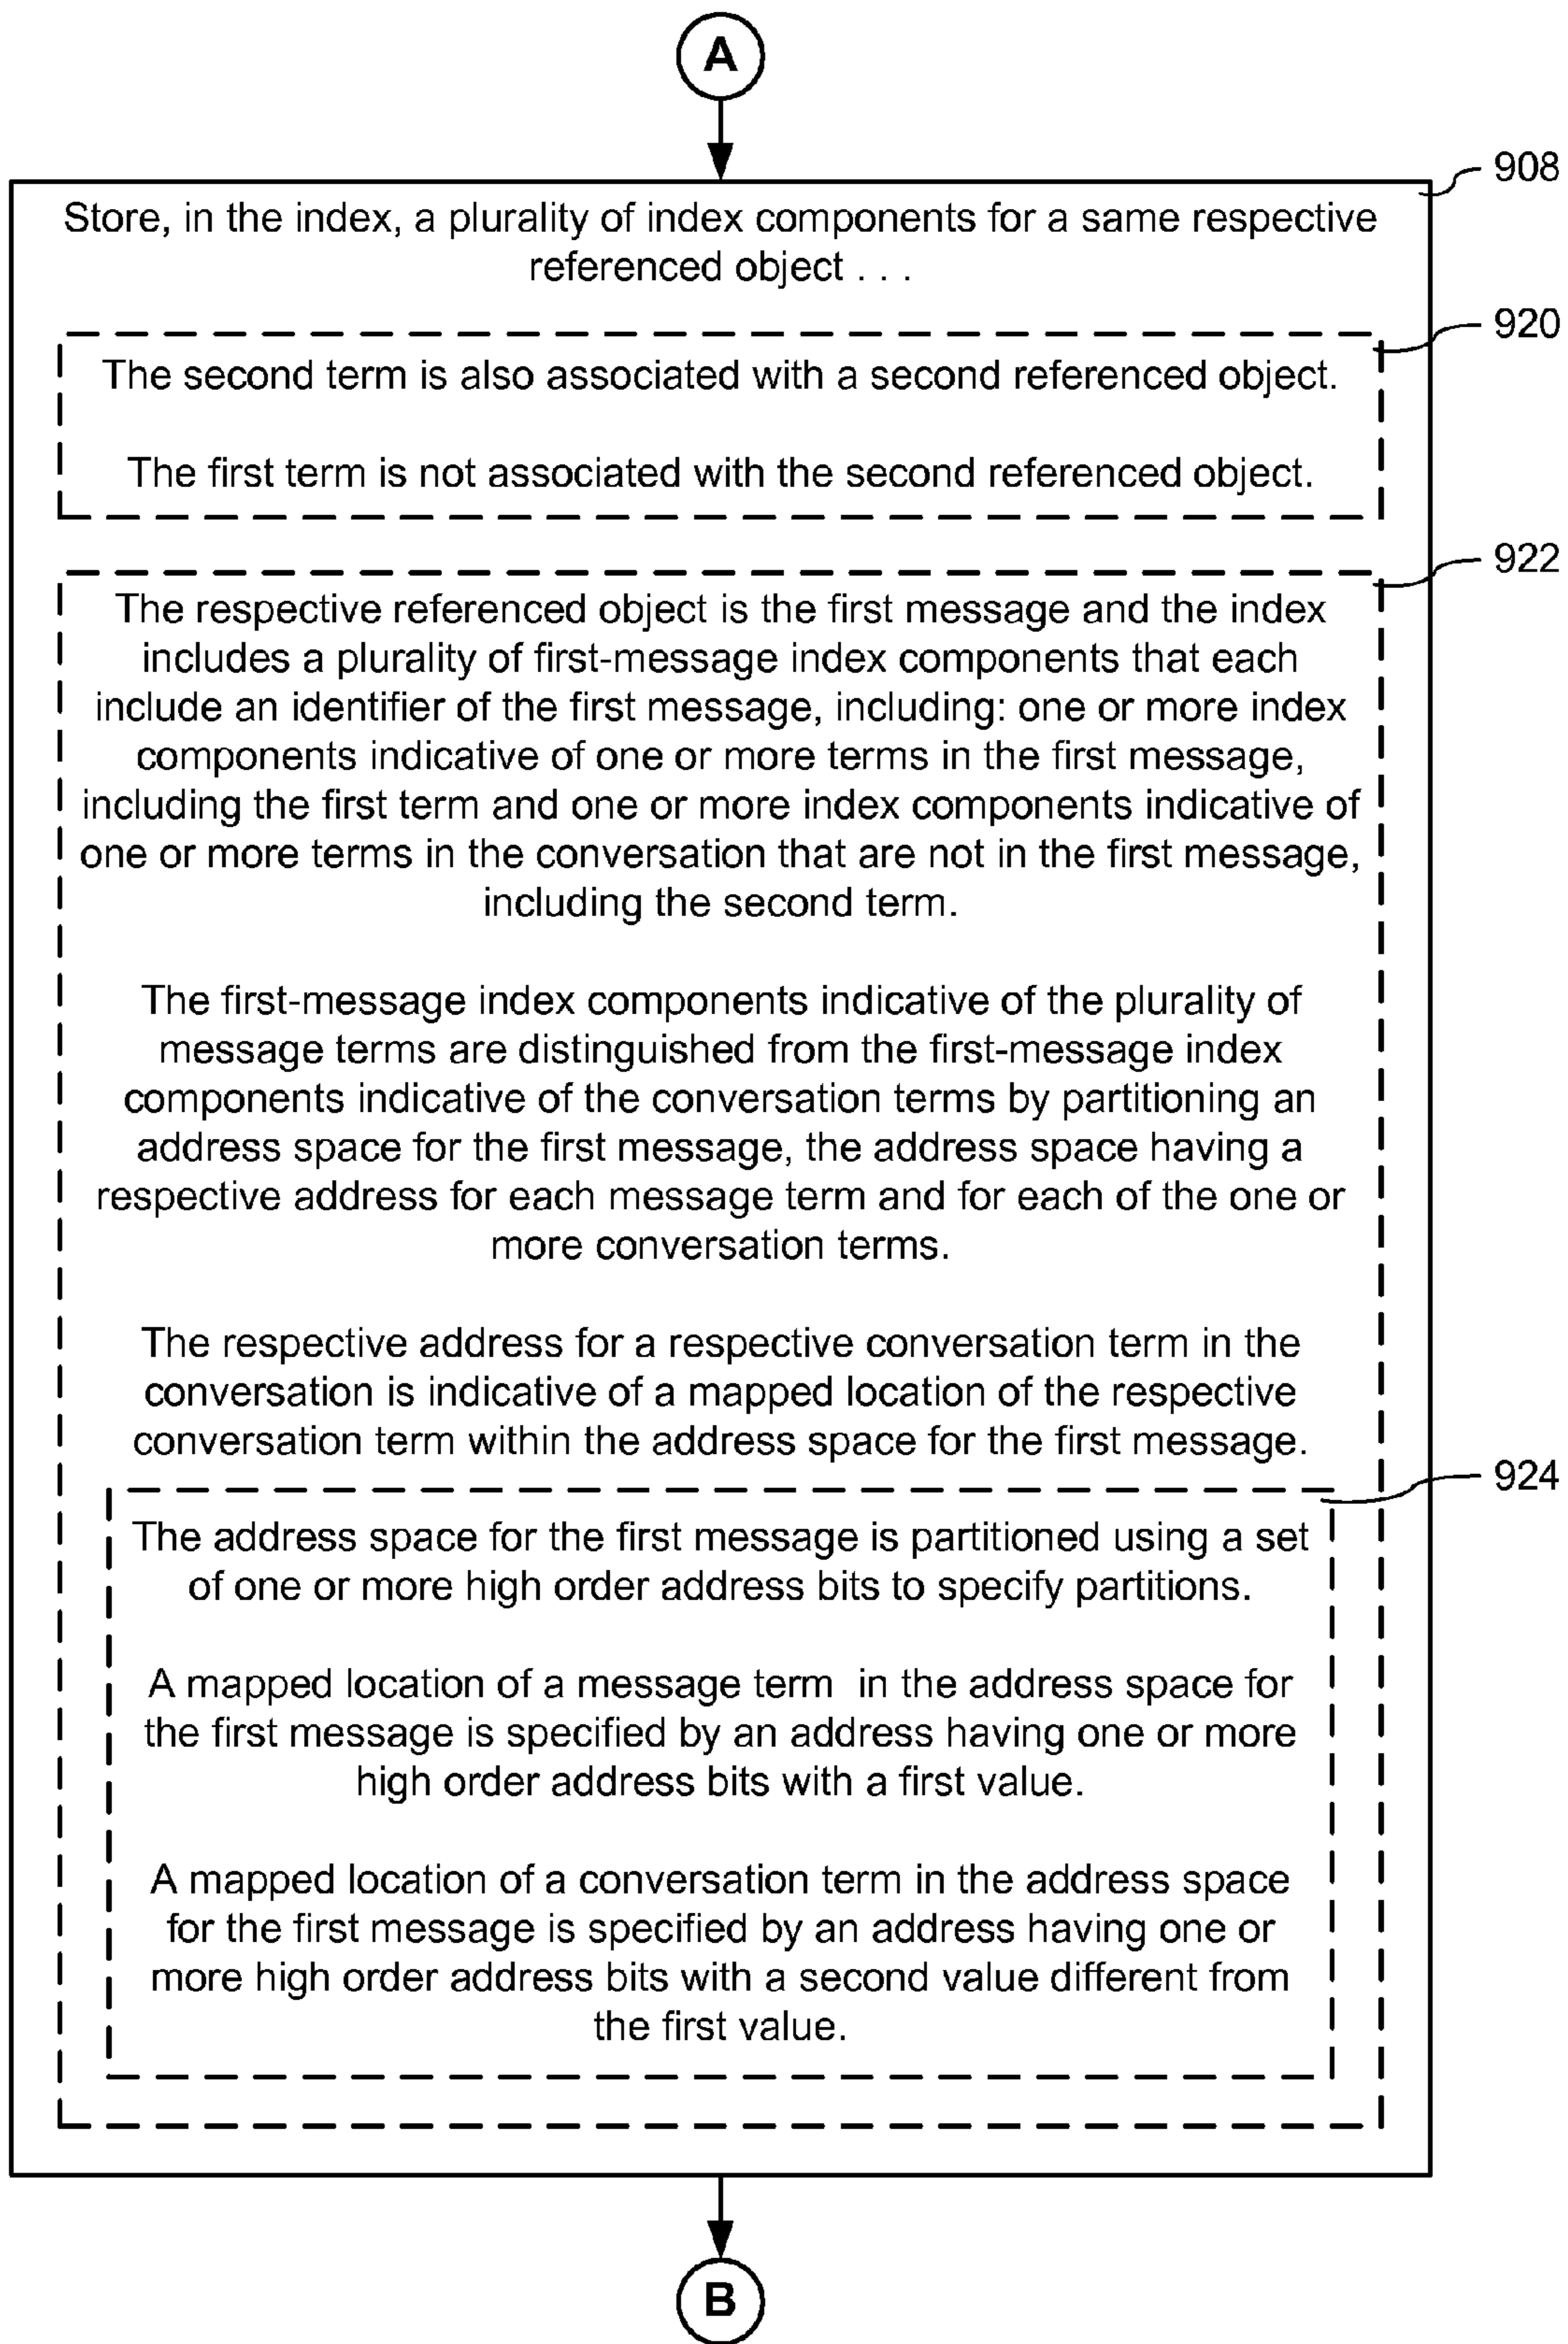 A
908
Store, in the index, a plurality of index components for a same respective
referenced object . . .
920
The second term is also associated with a second referenced object.
The first term is not associated with the second referenced object.
922
The respective referenced object is the first message and the index
includes a plurality of first-message index components that each
include an identifier of the first message, including: one or more index
components indicative of one or more terms in the first message,
including the first term and one or more index components indicative of
one or more terms in the conversation that are not in the first message,
including the second term.
The first-message index components indicative of the plurality of
message terms are distinguished from the first-message index
components indicative of the conversation terms by partitioning an
address space for the first message, the address space having a
respective address for each message term and for each of the one or
more conversation terms.
The respective address for a respective conversation term in the
conversation is indicative of a mapped location of the respective
conversation term within the address space for the first message.
924
The address space for the first message is partitioned using a set
of one or more high order address bits to specify partitions.
A mapped location of a message term  in the address space for
the first message is specified by an address having one or more
high order address bits with a first value.
A mapped location of a conversation term in the address space
for the first message is specified by an address having one or
more high order address bits with a second value different from
the first value.
B